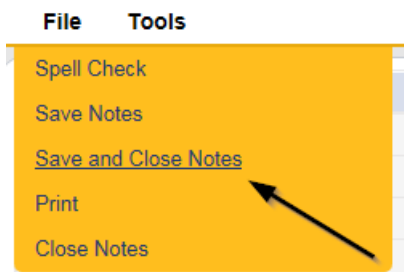 File Tools
Spell Check
Save Notes
Save and Close Notes
Print
Close Notes